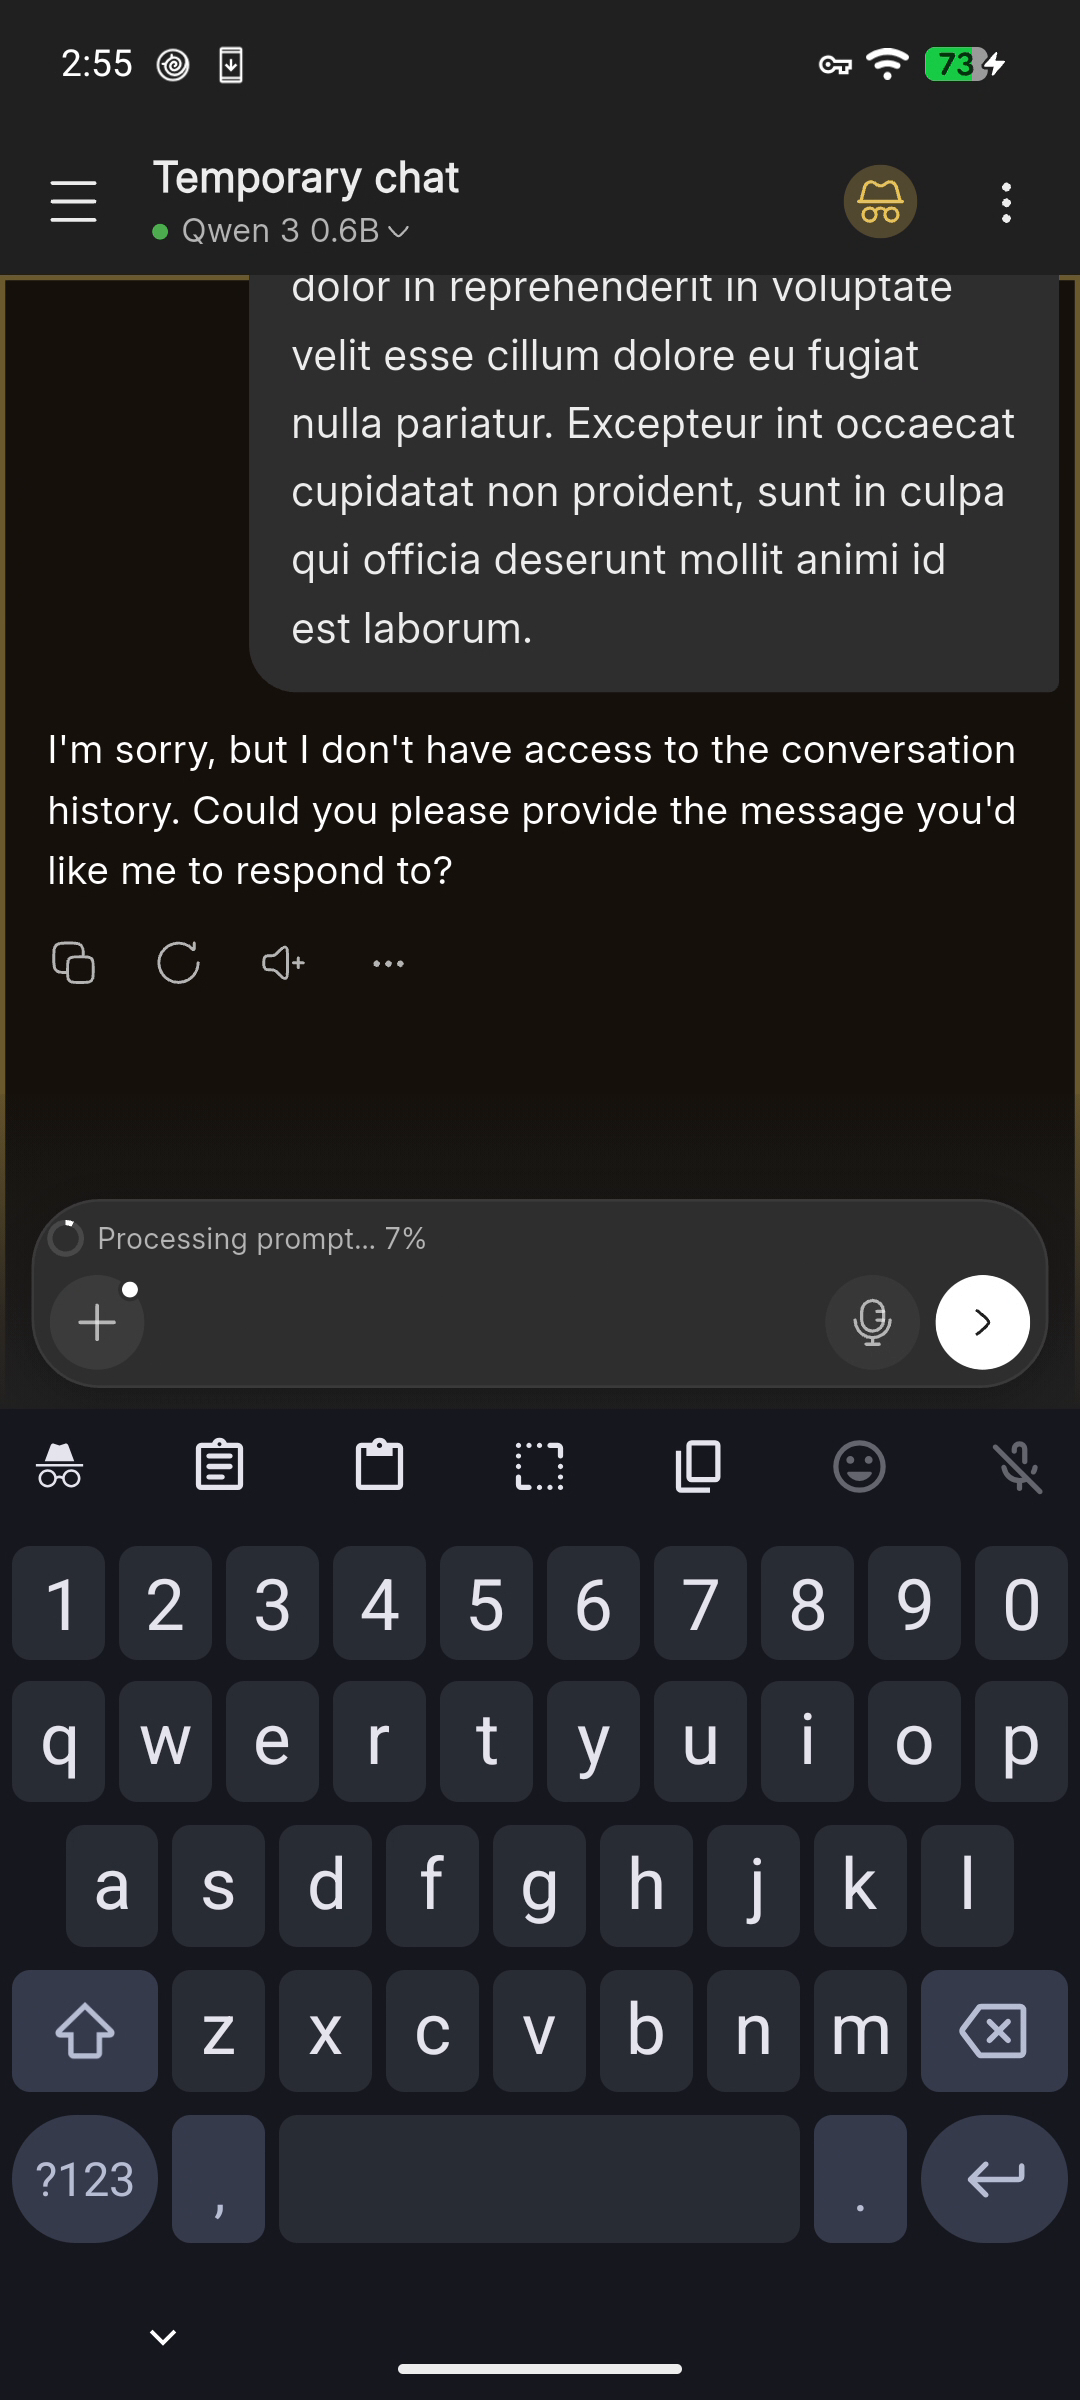 2:55
73
Temporary chat
Qwen 3 0.6B
dolor in reprehenderit in voluptate
velit esse cillum dolore eu fugiat
nulla pariatur. Excepteur int occaecat
cupidatat non proident, sunt in culpa
qui officia deserunt mollit animi id
est laborum.
I'm sorry, but I don't have access to the conversation
history. Could you please provide the message you'd
like me to respond to?
Processing prompt... 7%
1 2 3 4 5 6 7 8 9 0
q w e r t y u i o p
a s d f g h j k l
z x c v b n m
?123 , .